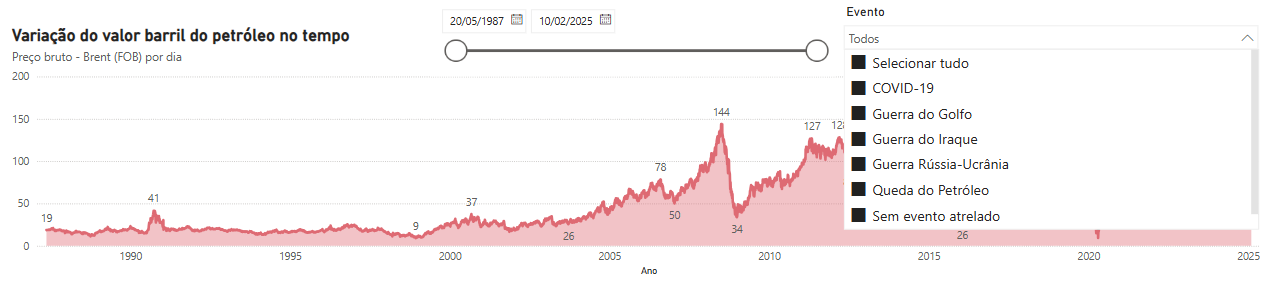 Variação do valor barril do petróleo no tempo
Preço bruto - Brent (FOB) por dia
20/05/1987
10/02/2025
Evento
Todos
Selecionar tudo
COVID-19
Guerra do Golfo
Guerra do Iraque
Guerra Rússia-Ucrânia
Queda do Petróleo
Sem evento atrelado
200
150
100
50
0
19
41
9
37
26
78
50
144
34
127
128
26
1990
1995
2000
2005
2010
2015
2020
2025
Ano